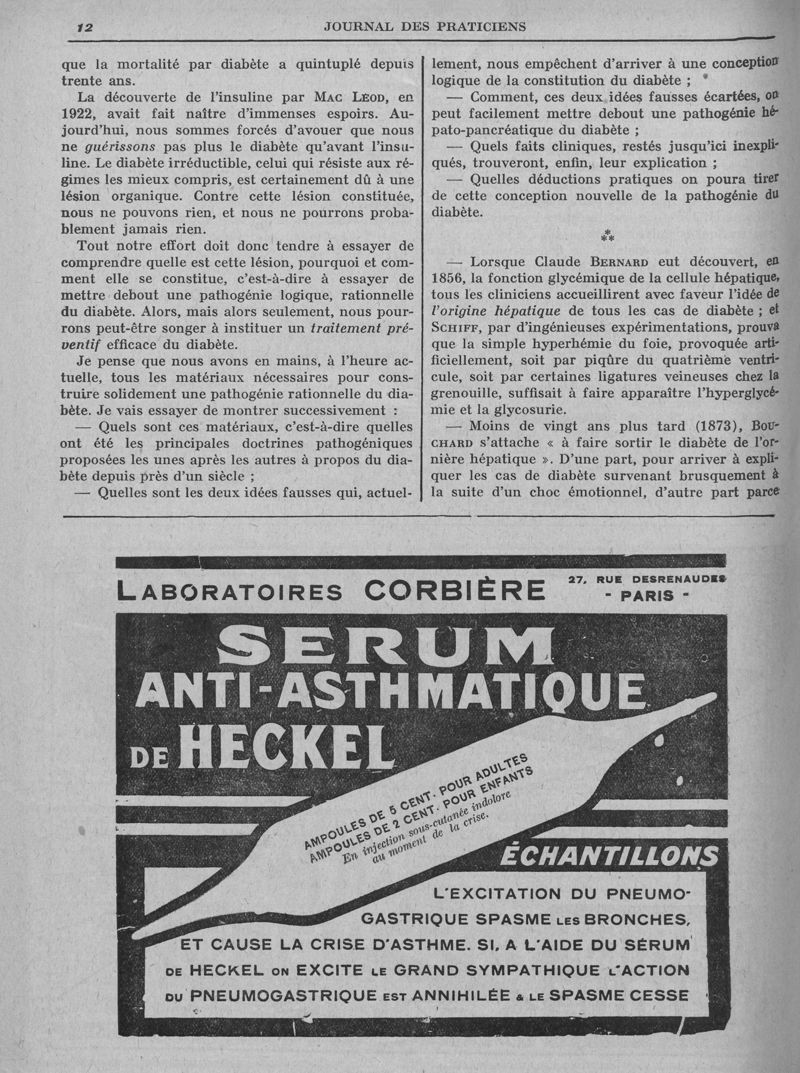 12
JOURNAL DES PRATICIENS
que la mortalité par diabète a quintuplé depuis
trente ans.
La découverte de l'insuline par MAC LÉOD, en
1922, avait fait naître d'immenses espoirs. Au-
jourd'hui, nous sommes forcés d'avouer que nous
ne guérissons pas plus le diabète qu'avant l'insu-
line. Le diabète irréductible, celui qui résiste aux ré-
gimes les mieux compris, est certainement dû à une
lésion organique. Contre cette lésion constituée,
nous ne pouvons rien, et nous ne pourrons proba-
blement jamais rien.
Tout notre effort doit donc tendre à essayer de
comprendre quelle est cette lésion, pourquoi et com-
ment elle se constitue, c'est-à-dire à essayer de
mettre debout une pathogénie logique, rationnelle
du diabète. Alors, mais alors seulement, nous pour-
rons peut-être songer à instituer un traitement pré-
ventif efficace du diabète.
Je pense que nous avons en mains, à l'heure ac-
tuelle, tous les matériaux nécessaires pour cons-
truire solidement une pathogénie rationnelle du dia-
bète. Je vais essayer de montrer successivement :
— Quels sont ces matériaux, c'est-à-dire quelles
ont été les principales doctrines pathogéniques
proposées les unes après les autres à propos du dia-
bète depuis près d'un siècle ;
— Quelles sont les deux idées fausses qui, actuel-
lement, nous empêchent d'arriver à une conception
logique de la constitution du diabète ;
— Comment, ces deux idées fausses écartées, on
peut facilement mettre debout une pathogénie hé-
pato-pancréatique du diabète ;
— Quels faits cliniques, restés jusqu'ici inexpli-
qués, trouveront, enfin, leur explication ;
— Quelles déductions pratiques on poura tirer
de cette conception nouvelle de la pathogénie du
diabète.
*
**
— Lorsque Claude BERNARD eut découvert, en
1856, la fonction glycémique de la cellule hépatique,
tous les cliniciens accueillirent avec faveur l'idée de
l'origine hépatique de tous les cas de diabète ; et
SCHIFF, par d'ingénieuses expérimentations, prouva
que la simple hyperhémie du foie, provoquée arti-
ficiellement, soit par piqûre du quatrième ventri-
cule, soit par certaines ligatures veineuses chez la
grenouille, suffisait à faire apparaître l'hyperglycé-
mie et la glycosurie.
— Moins de vingt ans plus tard (1873), BOU-
CHARD s'attache « à faire sortir le diabète de l'or-
nière hépatique ». D'une part, pour arriver à expli-
quer les cas de diabète survenant brusquement à
la suite d'un choc émotionnel, d'autre part parce
LABORATOIRES CORBIÈRE
27, RUE DESRENAUDES
- PARIS -
SERUM
ANTI-ASTHMATIQUE
DE HECKEL
AMPOULES DE 5 CENT. POUR ADULTES
AMPOULES DE 2 CENT. POUR ENFANTS
En injection sous-cutanée indolore
au moment de la crise.
ÉCHANTILLONS
L'EXCITATION DU PNEUMO-
GASTRIQUE SPASME LES BRONCHES,
ET CAUSE LA CRISE D'ASTHME. SI, A L'AIDE DU SÉRUM
DE HECKEL ON EXCITE LE GRAND SYMPATHIQUE L'ACTION
DU PNEUMOGASTRIQUE EST ANNIHILÉE & LE SPASME CESSE